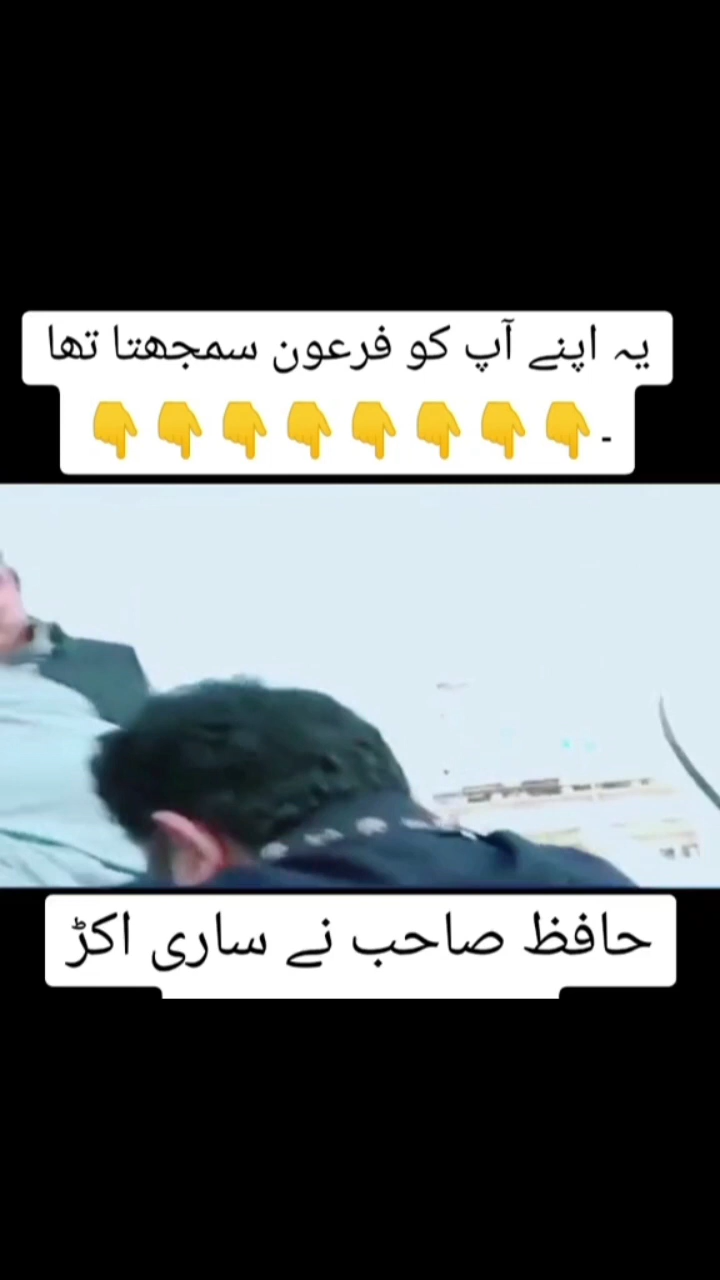 یہ اپنے آپ کو فرعون سمجھتا تھا
۔👇👇👇👇👇👇👇👇
حافظ صاحب نے ساری اکڑ